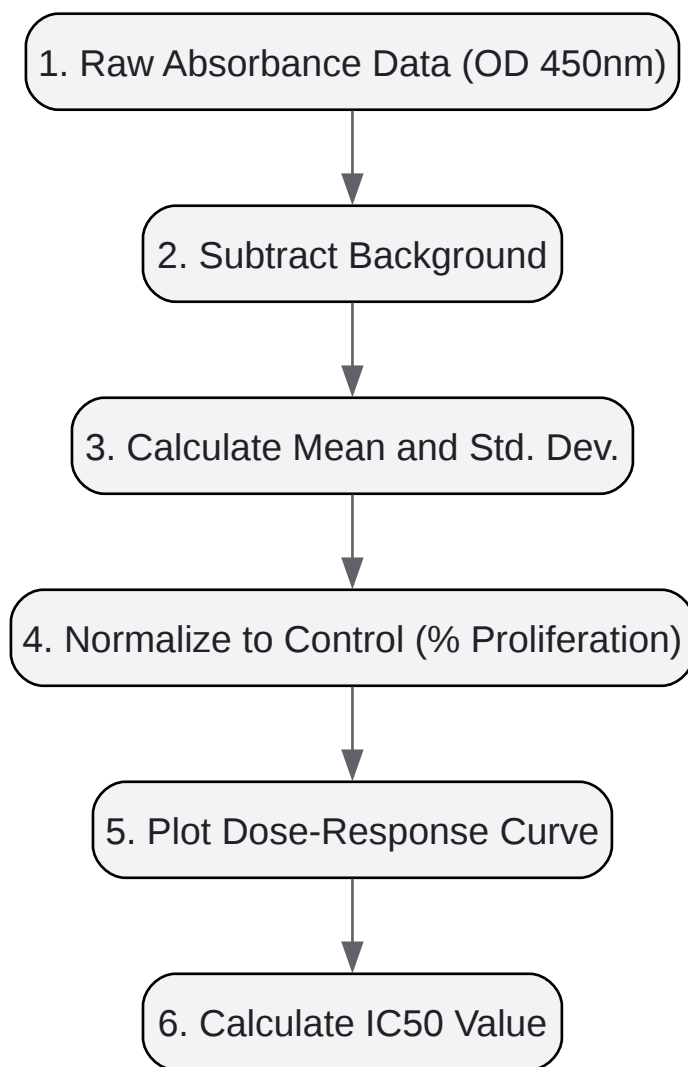 1. Raw Absorbance Data (OD 450nm)
2. Subtract Background
3. Calculate Mean and Std. Dev.
4. Normalize to Control (% Proliferation)
5. Plot Dose-Response Curve
6. Calculate IC50 Value